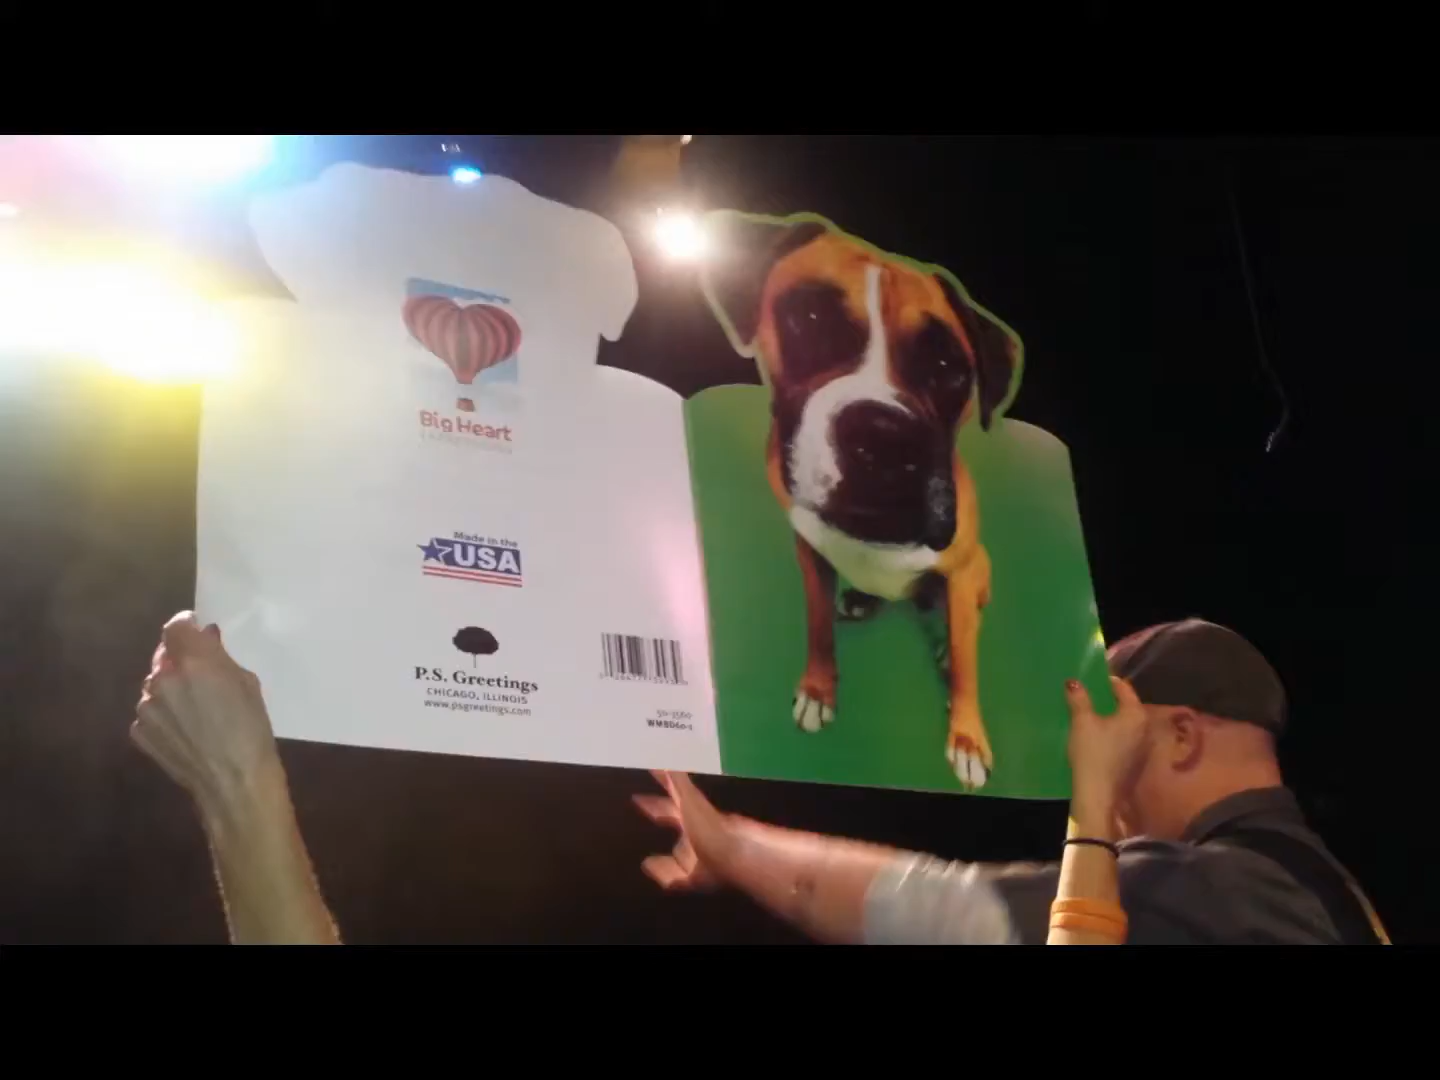 Big Heart
Made in the
USA
P.S. Greetings
CHICAGO, ILLINOIS
www.psgreetings.com